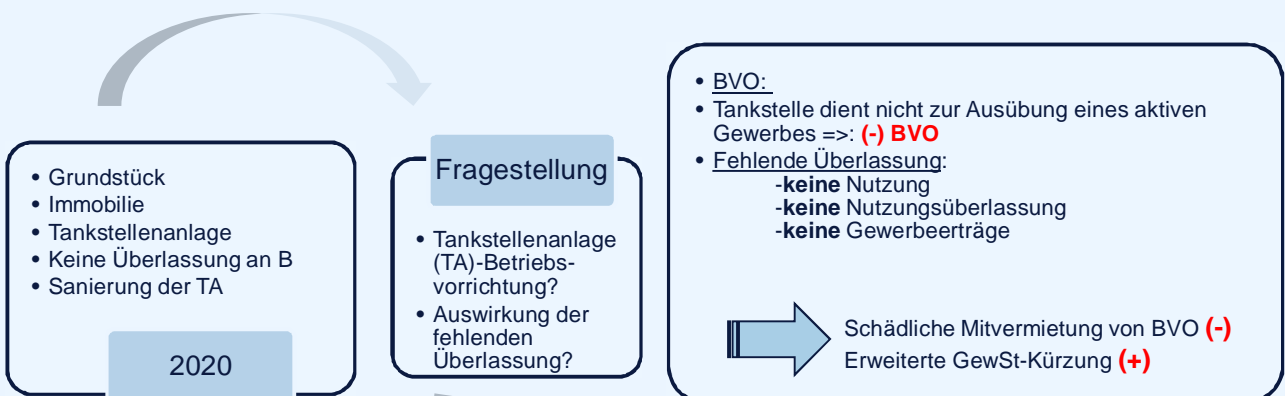 • Grundstück
• Immobilie
• Tankstellenanlage
• Keine Überlassung an B
• Sanierung der TA
2020
Fragestellung
• Tankstellenanlage
(TA)-Betriebs-
vorrichtung?
• Auswirkung der
fehlenden
Überlassung?
• BVO:
• Tankstelle dient nicht zur Ausübung eines aktiven
Gewerbes =>: (-) BVO
• Fehlende Überlassung:
-keine Nutzung
-keine Nutzungsüberlassung
-keine Gewerbeerträge
Schädliche Mitvermietung von BVO (-)
Erweiterte GewSt-Kürzung (+)